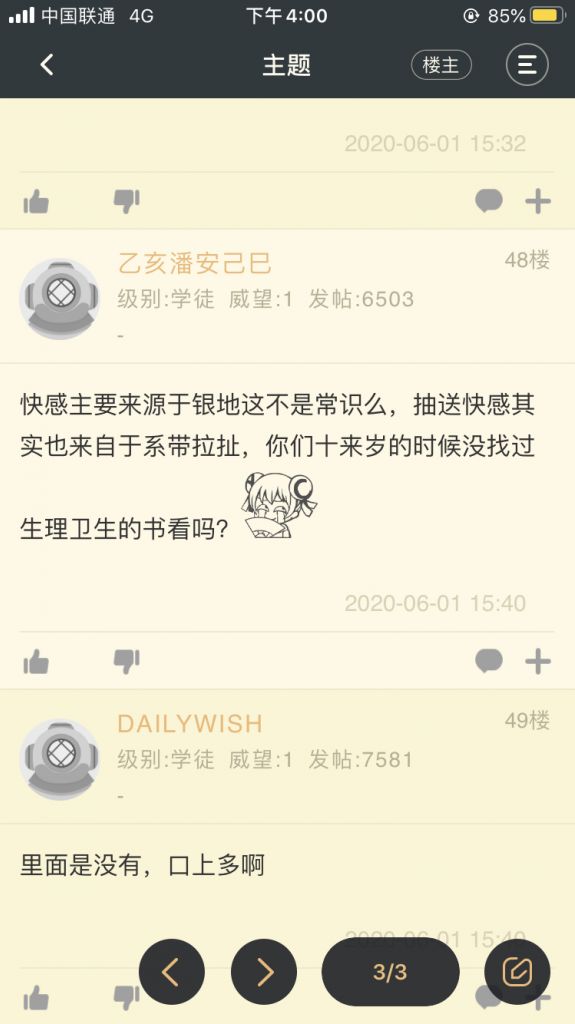 中国联通 4G 下午4:00 85%
主题 楼主
2020-06-01 15:32
乙亥潘安己巳 48楼
级别:学徒 威望:1 发帖:6503
-
快感主要来源于银地这不是常识么，抽送快感其
实也来自于系带拉扯，你们十来岁的时候没找过
生理卫生的书看吗？
2020-06-01 15:40
DAILYWISH 49楼
级别:学徒 威望:1 发帖:7581
-
里面是没有，口上多啊
2020-06-01 15:40
3/3